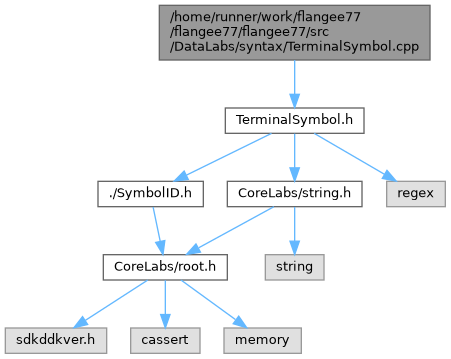 /home/runner/work/flangee77
/flangee77/flangee77/src
/DataLabs/syntax/TerminalSymbol.cpp
TerminalSymbol.h
./SymbolID.h
CoreLabs/string.h
regex
CoreLabs/root.h
string
sdkddkver.h
cassert
memory